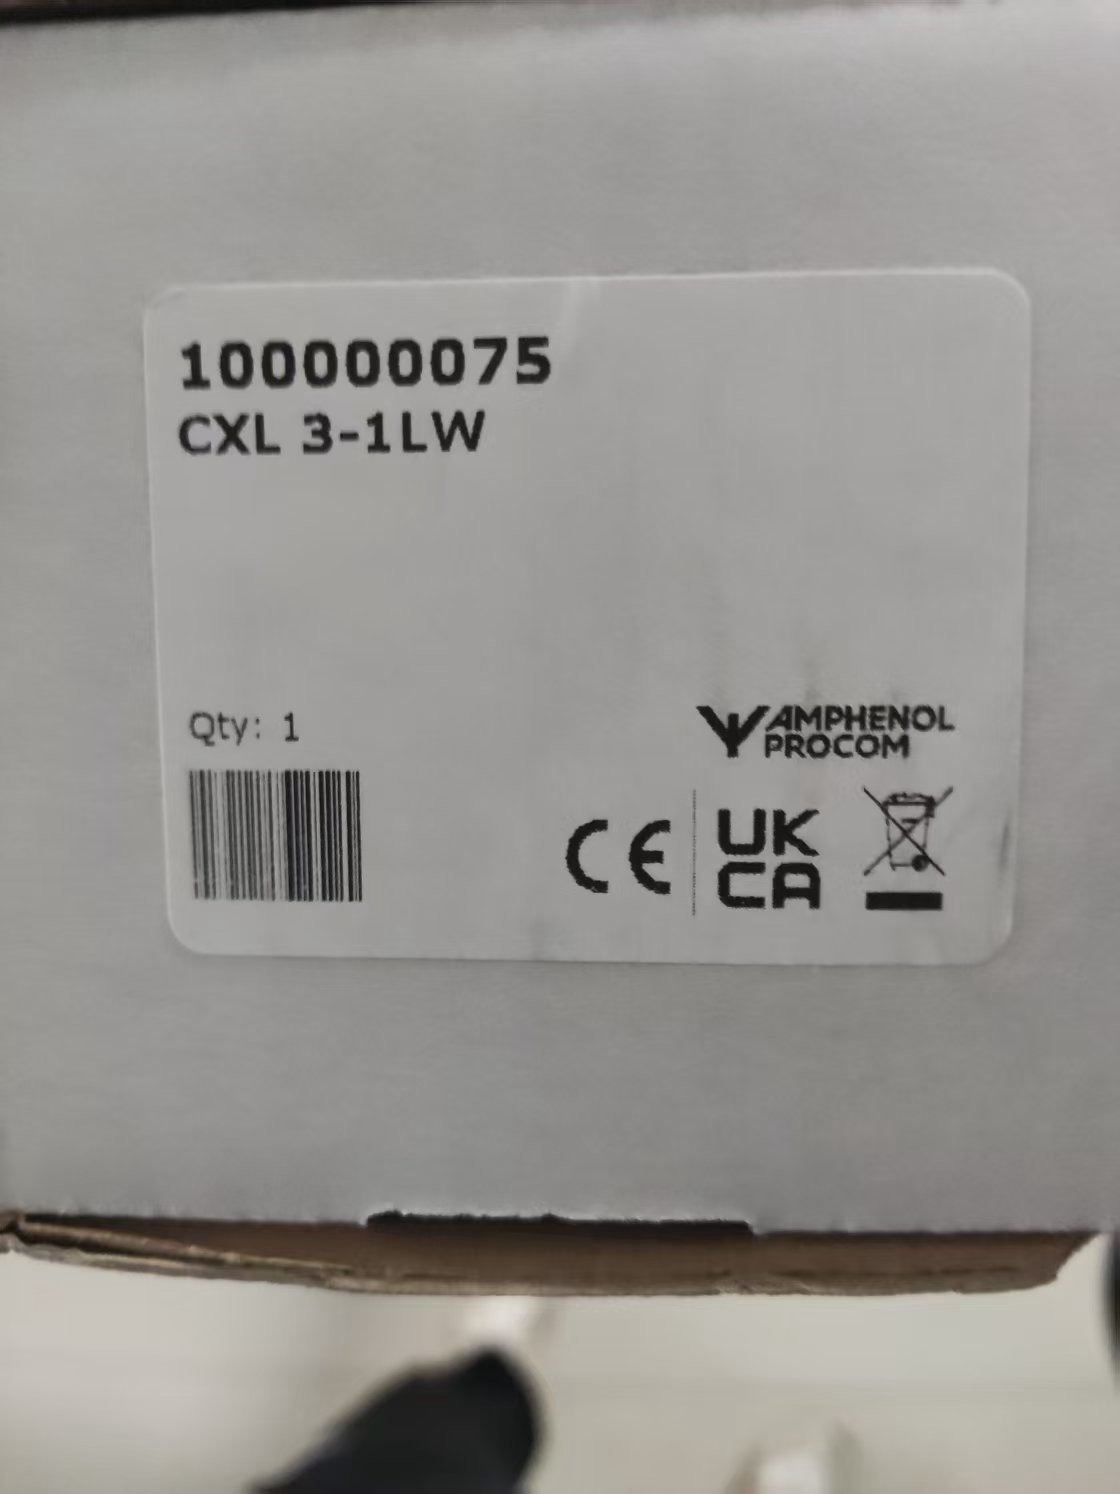 100000075
CXL 3-1LW
Qty: 1
AMPHENOL
PROCOM
CE
UK
CA